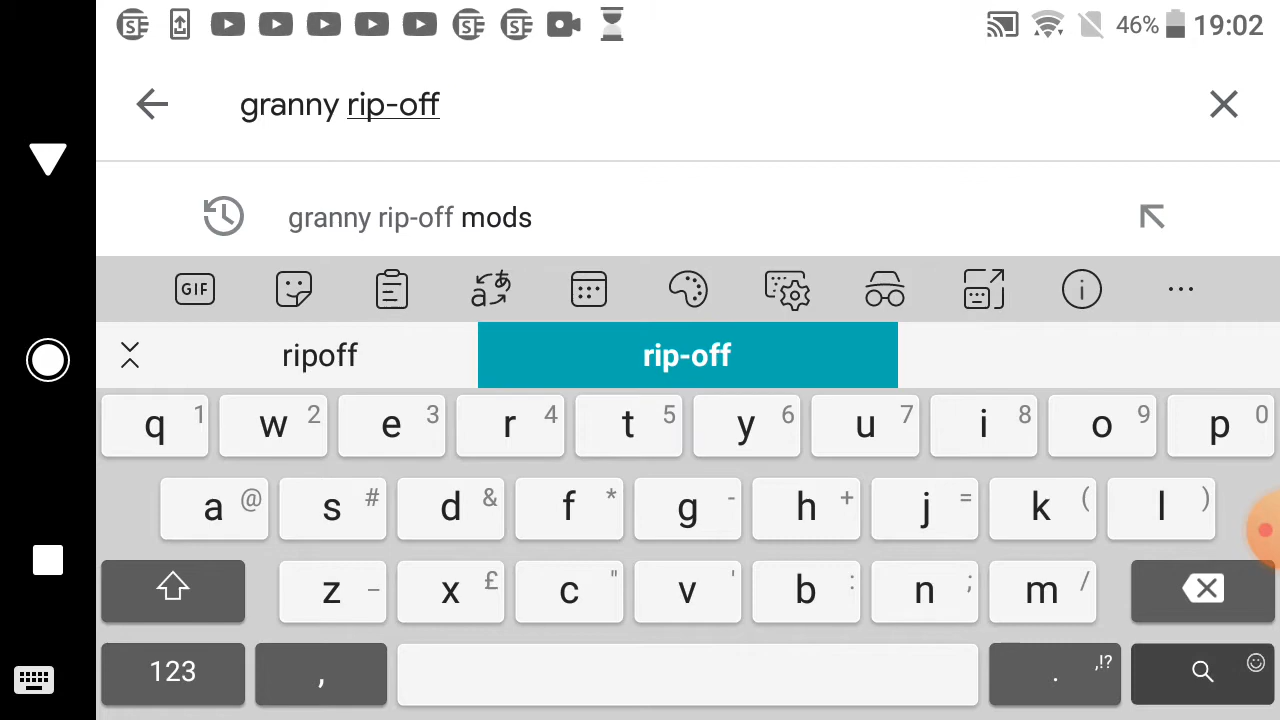 46% 19:02
granny rip-off
granny rip-off mods
GIF
ripoff rip-off
q 1 w 2 e 3 r 4 t 5 y 6 u 7 i 8 o 9 p 0
a @ s # d & f * g - h + j = k ( l )
z _ x £ c " v ' b : n ; m /
123 , . ,!?